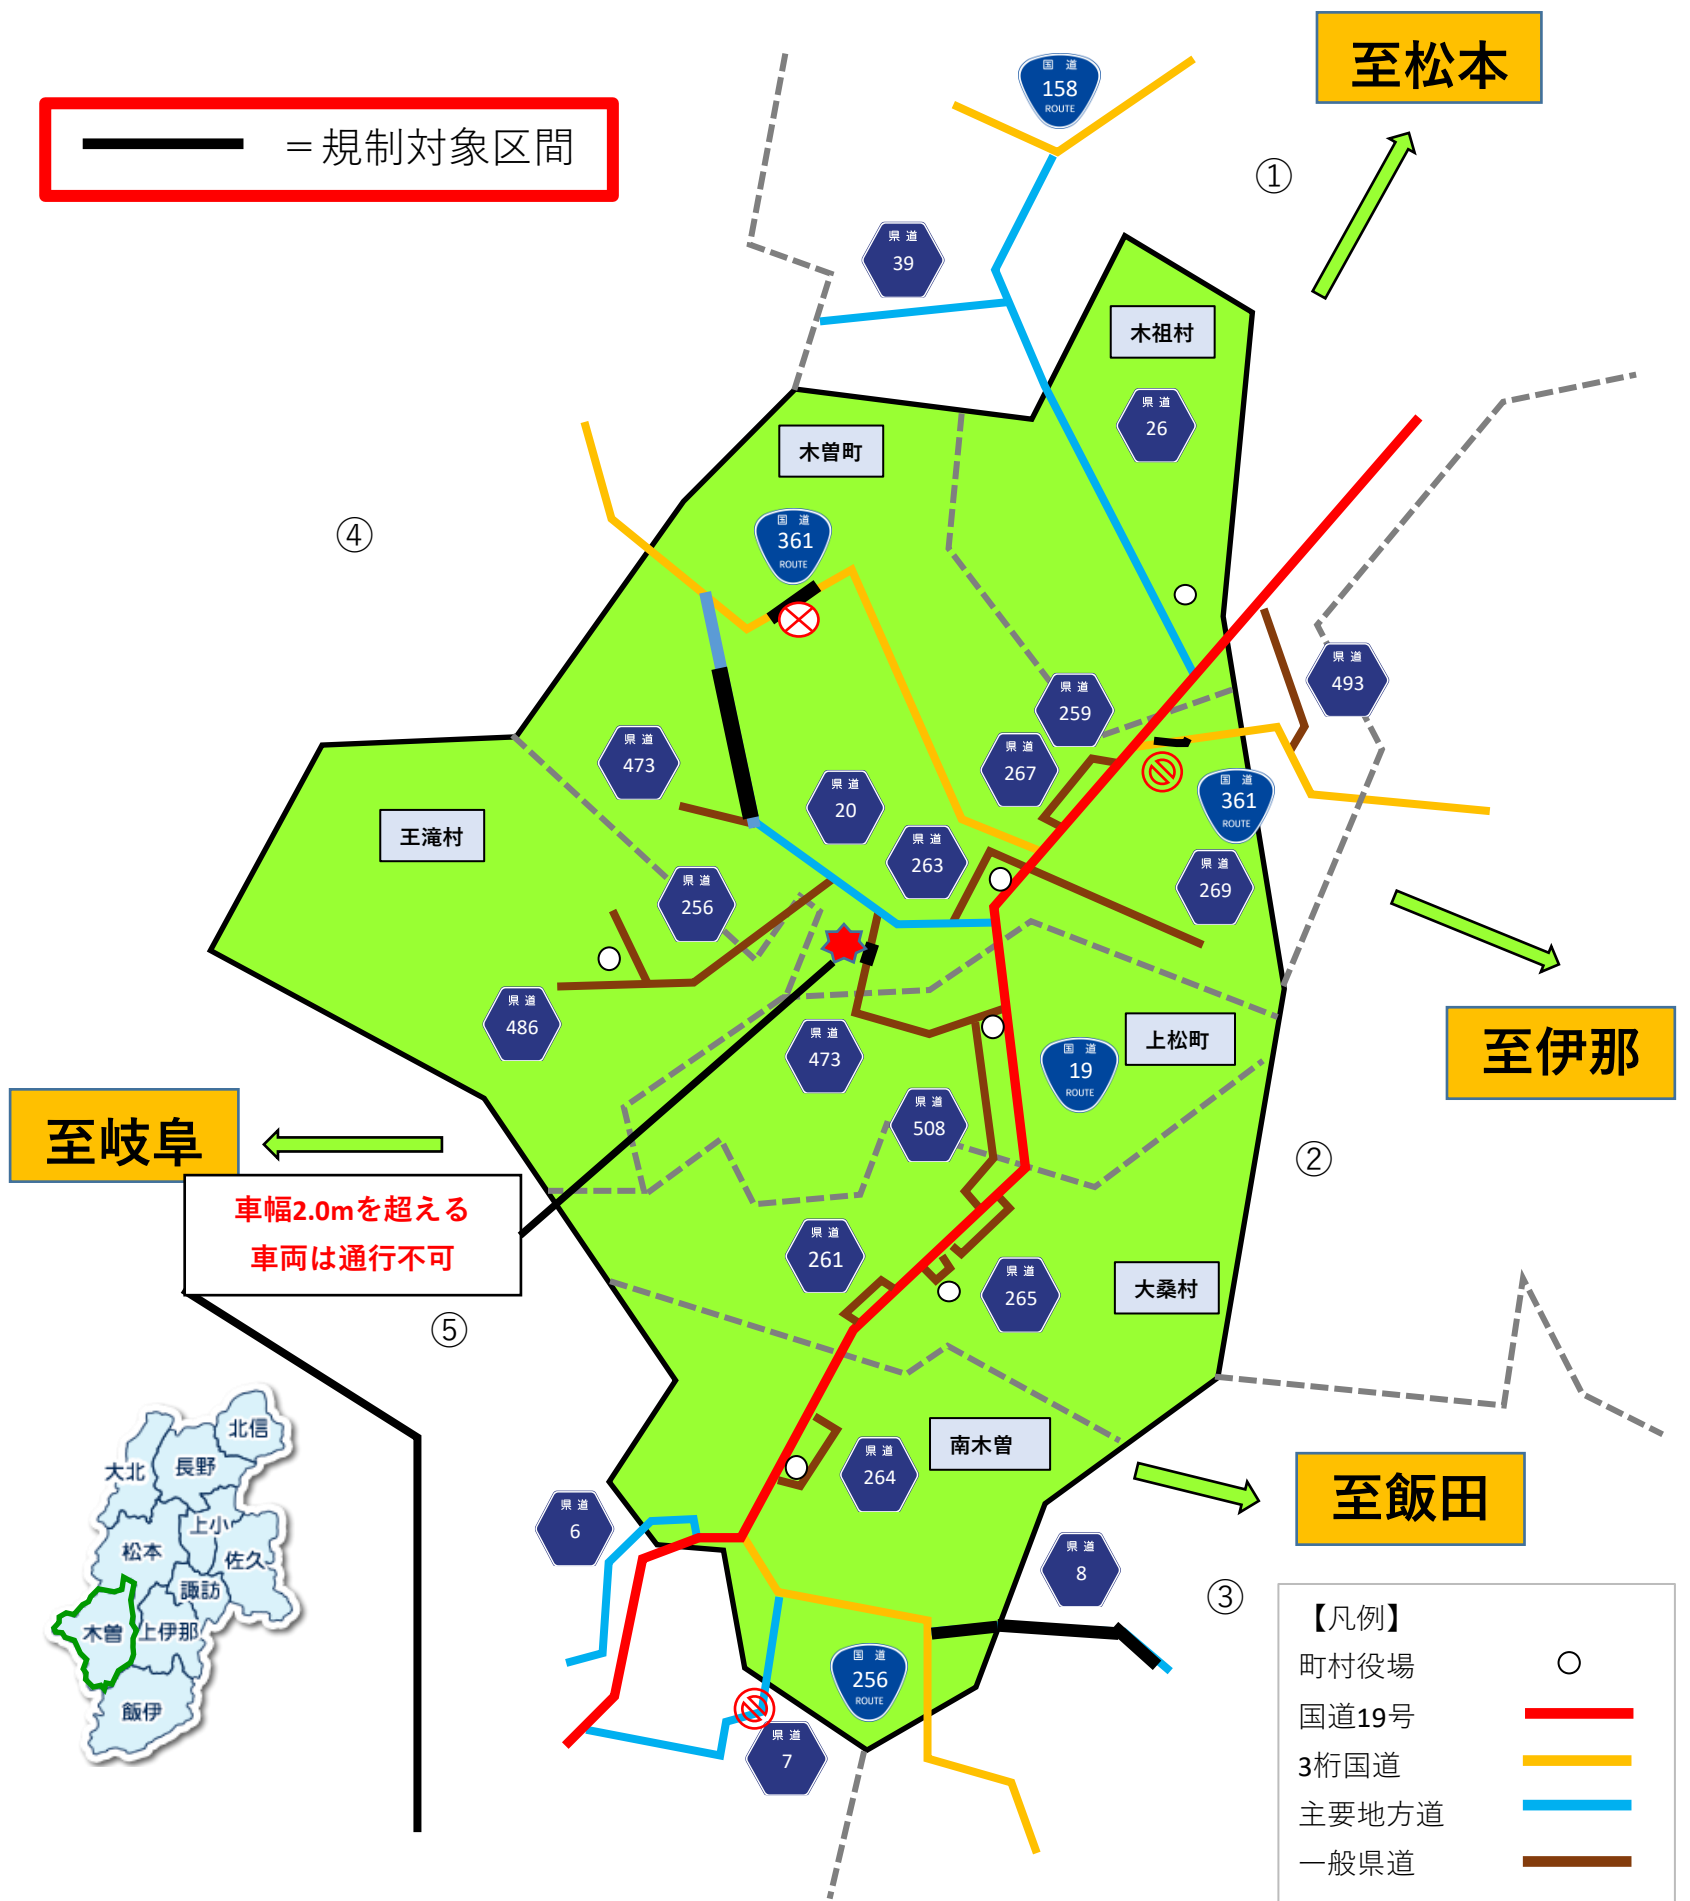 至松本
国道
158
ROUTE
＝規制対象区間
①
県道
39
木祖村
県道
26
木曽町
国道
361
ROUTE
④
県道
493
県道
259
県道
267
県道
473
県道
20
国道
361
ROUTE
王滝村
県道
263
県道
269
県道
256
県道
486
県道
473
上松町
国道
19
ROUTE
至伊那
至岐阜
県道
508
②
車幅2.0mを超える
車両は通行不可
県道
261
県道
265
大桑村
⑤
北信
大北
長野
上小
松本
佐久
諏訪
木曽
上伊那
飯伊
南木曽
県道
264
至飯田
県道
6
県道
8
③
国道
256
ROUTE
県道
7
【凡例】
町村役場
国道19号
3桁国道
主要地方道
一般県道